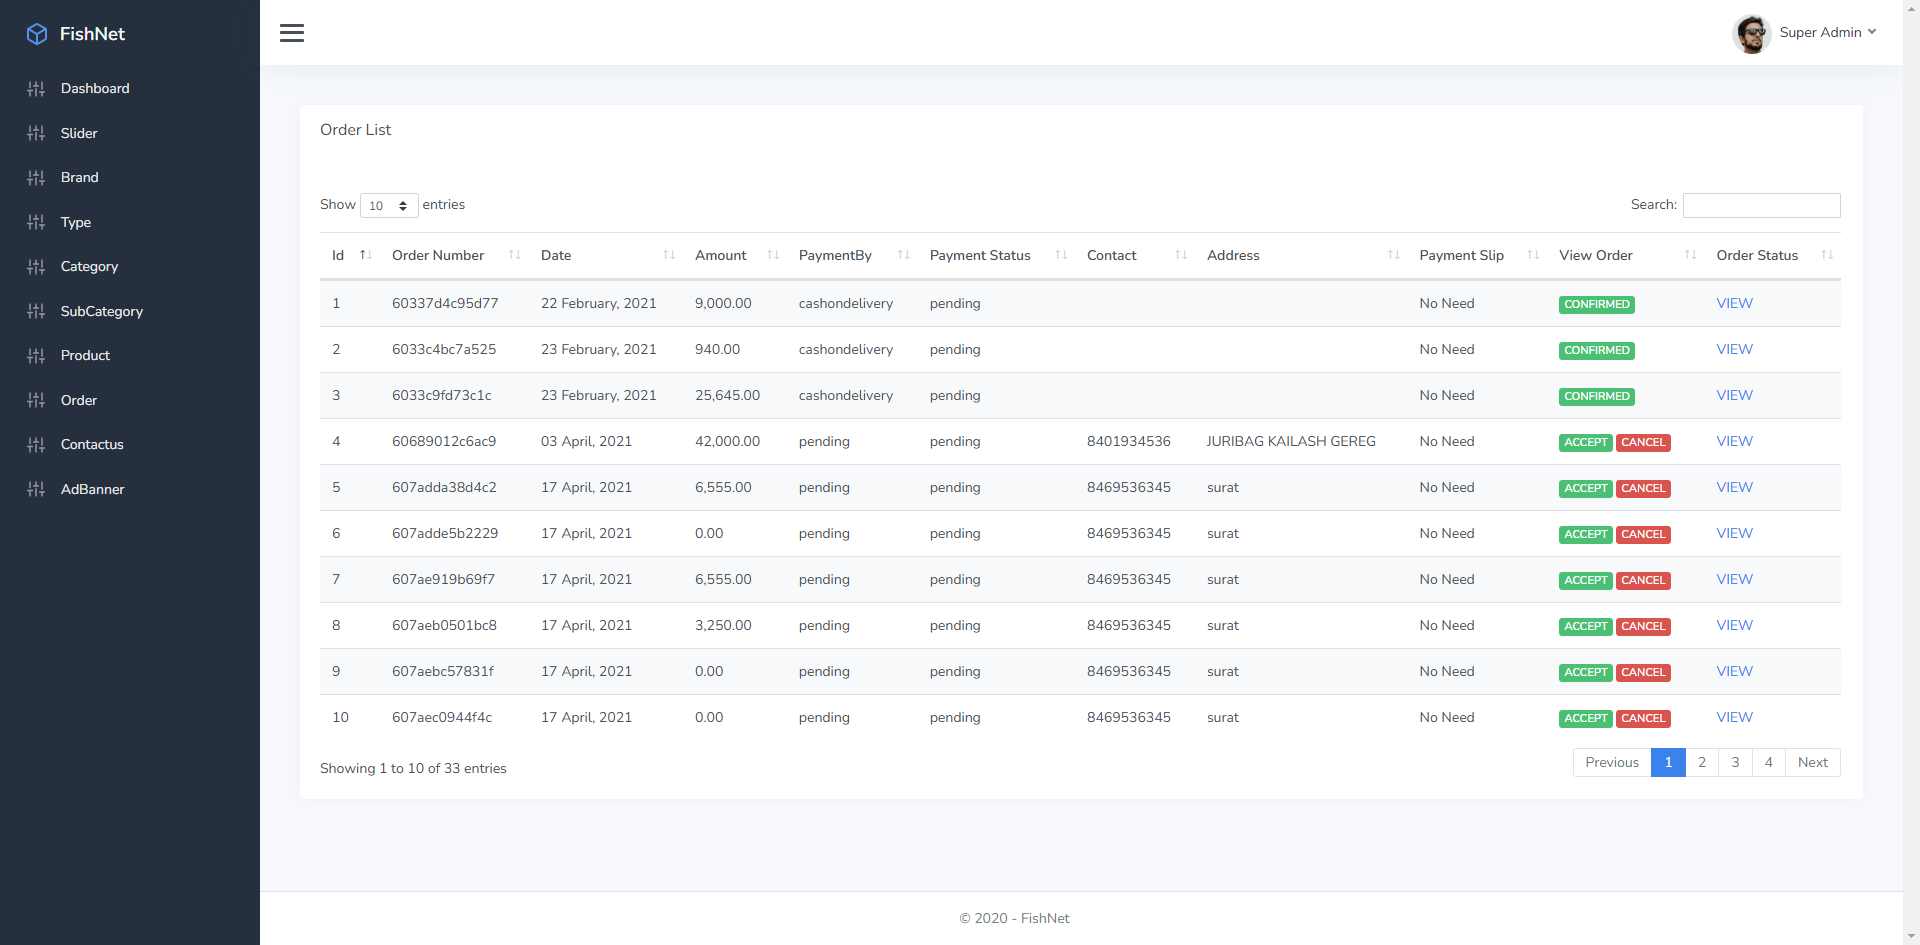 FishNet
Super Admin
Dashboard
Slider
Brand
Type
Category
SubCategory
Product
Order
Contactus
AdBanner
Order List
Show 10 entries Search:
Id Order Number Date Amount PaymentBy Payment Status Contact Address Payment Slip View Order Order Status
1 60337d4c95d77 22 February, 2021 9,000.00 cashondelivery pending No Need CONFIRMED VIEW
2 6033c4bc7a525 23 February, 2021 940.00 cashondelivery pending No Need CONFIRMED VIEW
3 6033c9fd73c1c 23 February, 2021 25,645.00 cashondelivery pending No Need CONFIRMED VIEW
4 60689012c6ac9 03 April, 2021 42,000.00 pending pending 8401934536 JURIBAG KAILASH GEREG No Need ACCEPT CANCEL VIEW
5 607adda38d4c2 17 April, 2021 6,555.00 pending pending 8469536345 surat No Need ACCEPT CANCEL VIEW
6 607adde5b2229 17 April, 2021 0.00 pending pending 8469536345 surat No Need ACCEPT CANCEL VIEW
7 607ae919b69f7 17 April, 2021 6,555.00 pending pending 8469536345 surat No Need ACCEPT CANCEL VIEW
8 607aeb0501bc8 17 April, 2021 3,250.00 pending pending 8469536345 surat No Need ACCEPT CANCEL VIEW
9 607aebc57831f 17 April, 2021 0.00 pending pending 8469536345 surat No Need ACCEPT CANCEL VIEW
10 607aec0944f4c 17 April, 2021 0.00 pending pending 8469536345 surat No Need ACCEPT CANCEL VIEW
Showing 1 to 10 of 33 entries
Previous 1 2 3 4 Next
© 2020 - FishNet